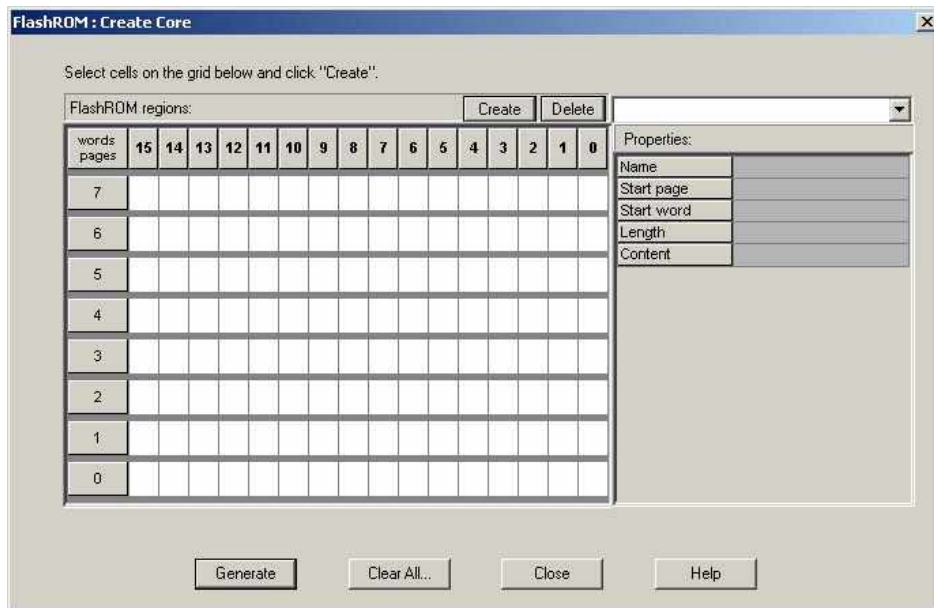 FlashROM : Create Core
Select cells on the grid below and click "Create".
FlashROM regions: Create Delete
words pages 15 14 13 12 11 10 9 8 7 6 5 4 3 2 1 0
7
6
5
4
3
2
1
0
Properties:
Name
Start page
Start word
Length
Content
Generate Clear All... Close Help